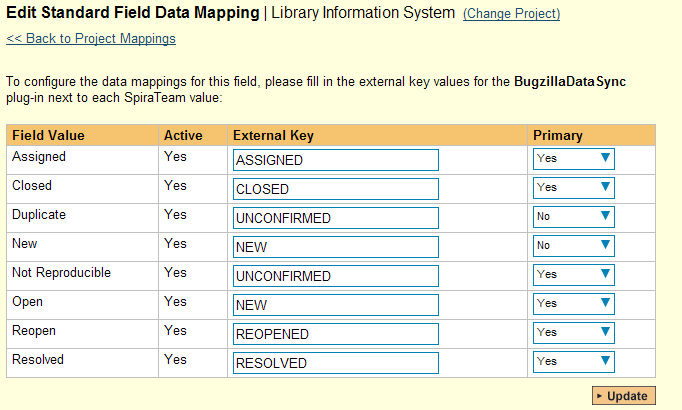 Edit Standard Field Data Mapping | Library Information System (Change Project)
<< Back to Project Mappings
To configure the data mappings for this field, please fill in the external key values for the BugzillaDataSync
plug-in next to each SpiraTeam value:
Field Value Active External Key Primary
Assigned Yes ASSIGNED Yes
Closed Yes CLOSED Yes
Duplicate Yes UNCONFIRMED No
New Yes NEW No
Not Reproducible Yes UNCONFIRMED Yes
Open Yes NEW Yes
Reopen Yes REOPENED Yes
Resolved Yes RESOLVED Yes
Update